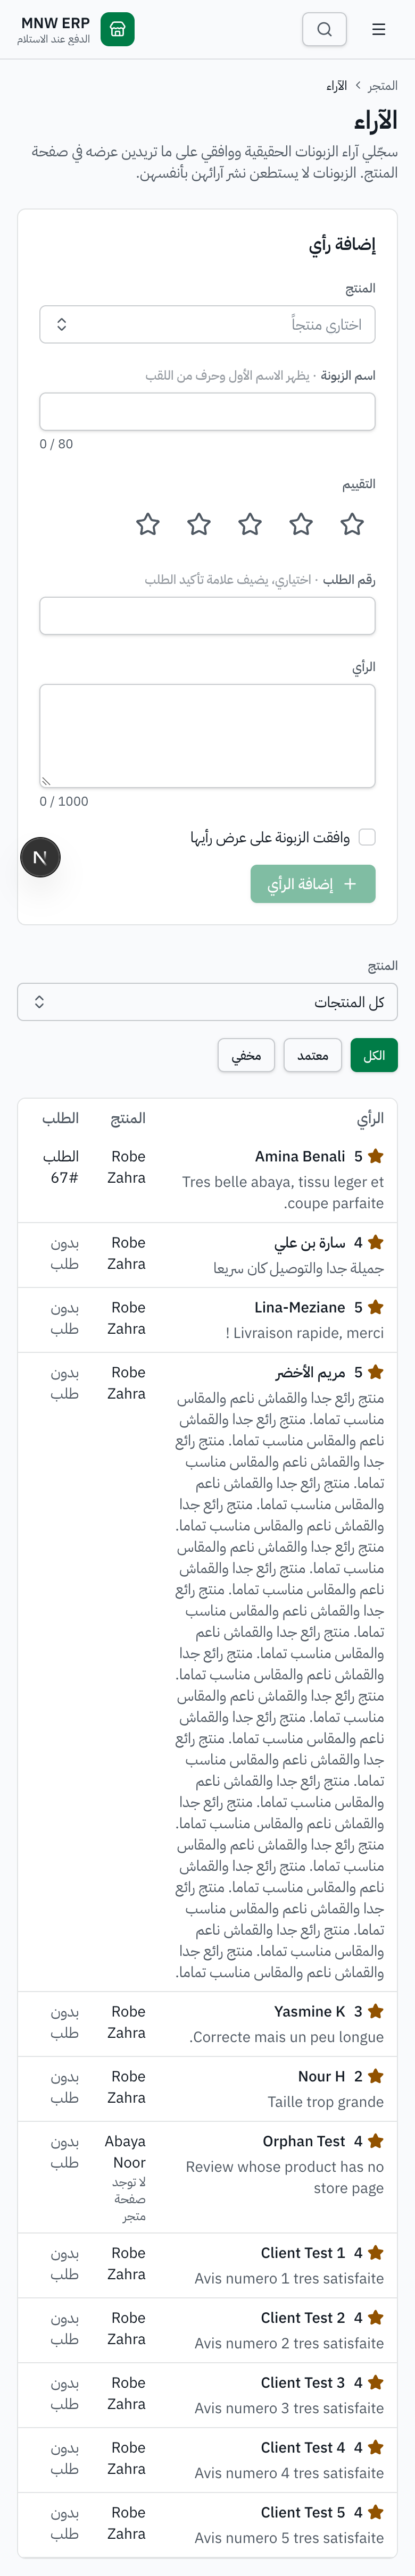 MNW ERP
الدفع عند الاستلام
المتجر
الآراء
الآراء
سجّلي آراء الزبونات الحقيقية ووافقي على ما تريدين عرضه في صفحة
المنتج. الزبونات لا يستطعن نشر آرائهن بأنفسهن.
إضافة رأي
المنتج
اختاري منتجاً
اسم الزبونة · يظهر الاسم الأول وحرف من اللقب
0 / 80
التقييم
رقم الطلب · اختياري، يضيف علامة تأكيد الطلب
الرأي
0 / 1000
وافقت الزبونة على عرض رأيها
N
إضافة الرأي
المنتج
كل المنتجات
الكل
معتمد
مخفي
الرأي
المنتج
الطلب
5 Amina Benali
Tres belle abaya, tissu leger et
coupe parfaite.
Robe
Zahra
الطلب
#67
4 سارة بن علي
جميلة جدا والتوصيل كان سريعا
Robe
Zahra
بدون
طلب
5 Lina-Meziane
Livraison rapide, merci !
Robe
Zahra
بدون
طلب
5 مريم الأخضر
منتج رائع جدا والقماش ناعم والمقاس
مناسب تماما. منتج رائع جدا والقماش
ناعم والمقاس مناسب تماما. منتج رائع
جدا والقماش ناعم والمقاس مناسب
تماما. منتج رائع جدا والقماش ناعم
والمقاس مناسب تماما. منتج رائع جدا
والقماش ناعم والمقاس مناسب تماما.
منتج رائع جدا والقماش ناعم والمقاس
مناسب تماما. منتج رائع جدا والقماش
ناعم والمقاس مناسب تماما. منتج رائع
جدا والقماش ناعم والمقاس مناسب
تماما. منتج رائع جدا والقماش ناعم
والمقاس مناسب تماما. منتج رائع جدا
والقماش ناعم والمقاس مناسب تماما.
منتج رائع جدا والقماش ناعم والمقاس
مناسب تماما. منتج رائع جدا والقماش
ناعم والمقاس مناسب تماما. منتج رائع
جدا والقماش ناعم والمقاس مناسب
تماما. منتج رائع جدا والقماش ناعم
والمقاس مناسب تماما. منتج رائع جدا
والقماش ناعم والمقاس مناسب تماما.
منتج رائع جدا والقماش ناعم والمقاس
مناسب تماما. منتج رائع جدا والقماش
ناعم والمقاس مناسب تماما. منتج رائع
جدا والقماش ناعم والمقاس مناسب
تماما. منتج رائع جدا والقماش ناعم
والمقاس مناسب تماما. منتج رائع جدا
والقماش ناعم والمقاس مناسب تماما.
Robe
Zahra
بدون
طلب
3 Yasmine K
Correcte mais un peu longue.
Robe
Zahra
بدون
طلب
2 Nour H
Taille trop grande
Robe
Zahra
بدون
طلب
4 Orphan Test
Review whose product has no
store page
Abaya
Noor
لا توجد
صفحة
متجر
بدون
طلب
4 Client Test 1
Avis numero 1 tres satisfaite
Robe
Zahra
بدون
طلب
4 Client Test 2
Avis numero 2 tres satisfaite
Robe
Zahra
بدون
طلب
4 Client Test 3
Avis numero 3 tres satisfaite
Robe
Zahra
بدون
طلب
4 Client Test 4
Avis numero 4 tres satisfaite
Robe
Zahra
بدون
طلب
4 Client Test 5
Avis numero 5 tres satisfaite
Robe
Zahra
بدون
طلب